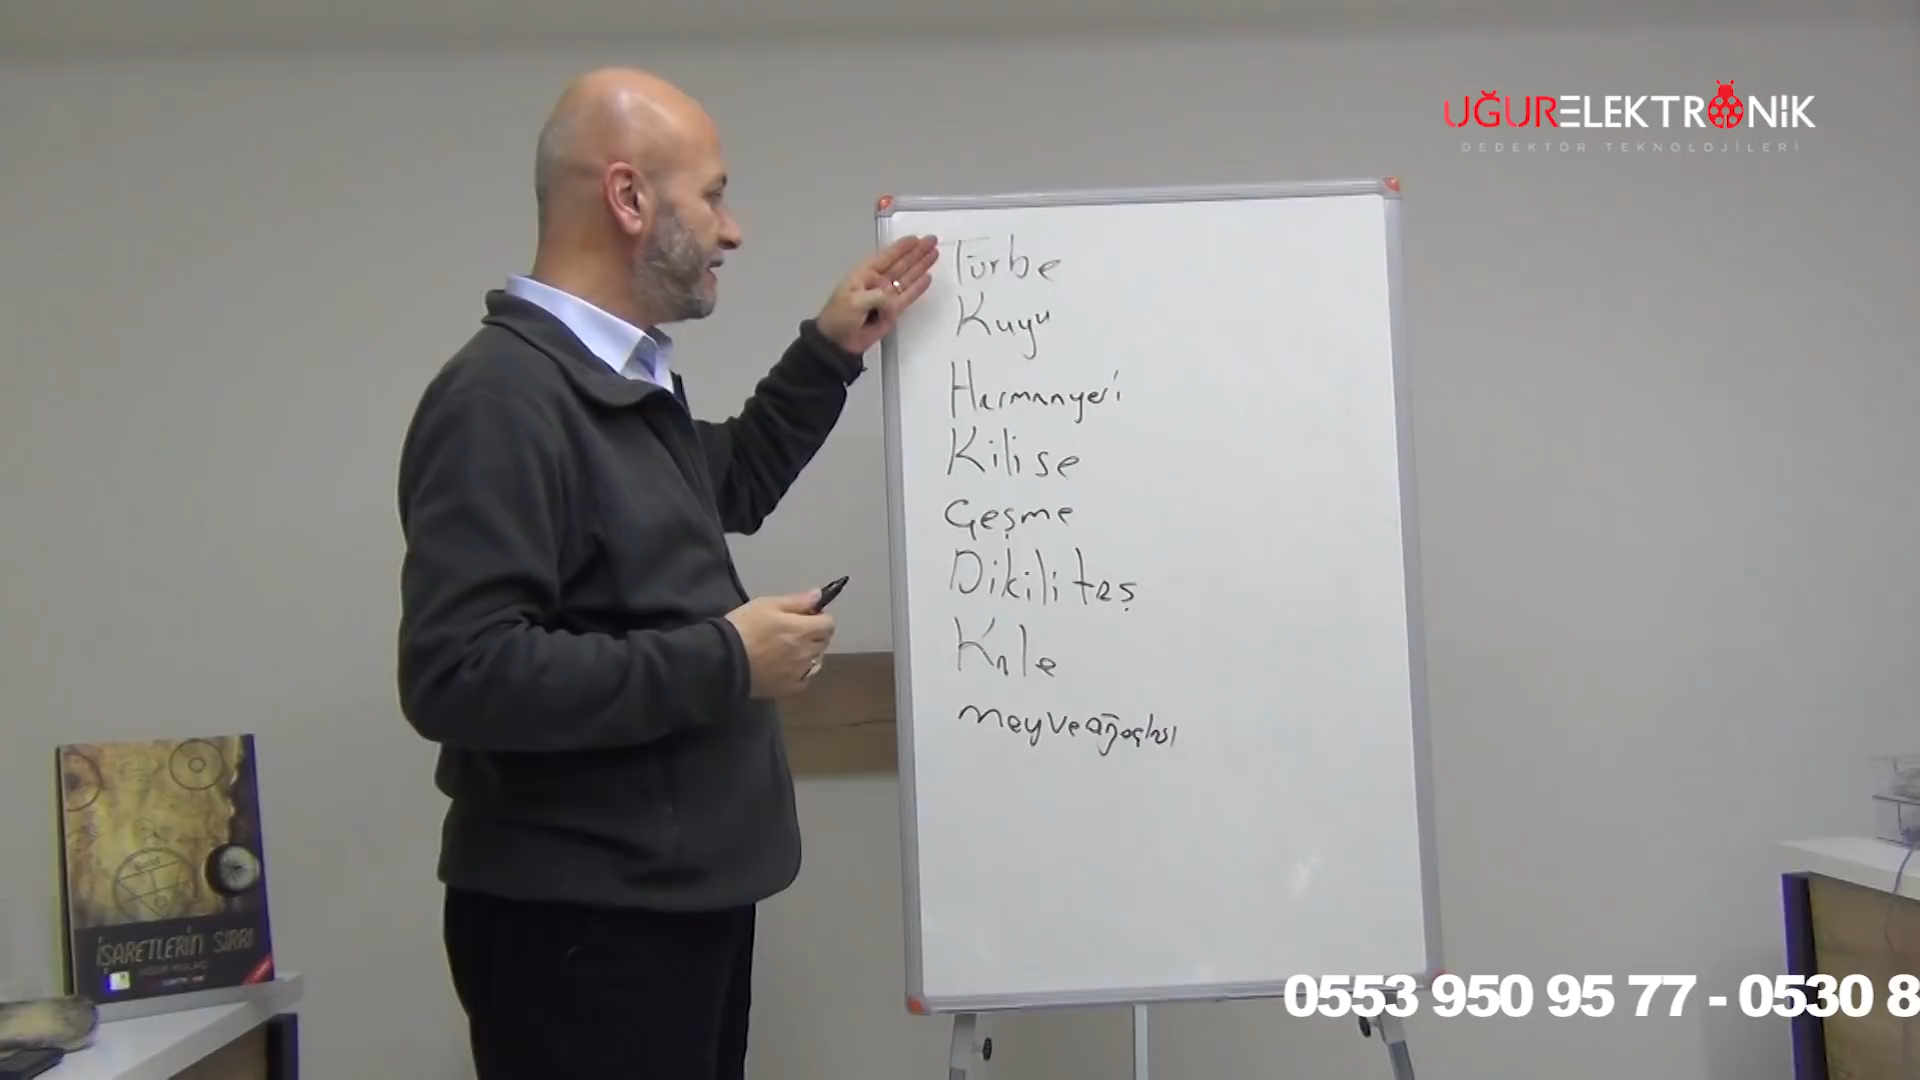 UĞURELEKTRONİK
DEDEKTÖR TEKNOLOJİLERİ
Türbe
Kuyu
Harmanyeri
Kilise
Çeşme
Dikilitaş
Kale
Meyveağaçları
İŞARETLERİN SIRRI
0553 950 95 77 - 0530 8